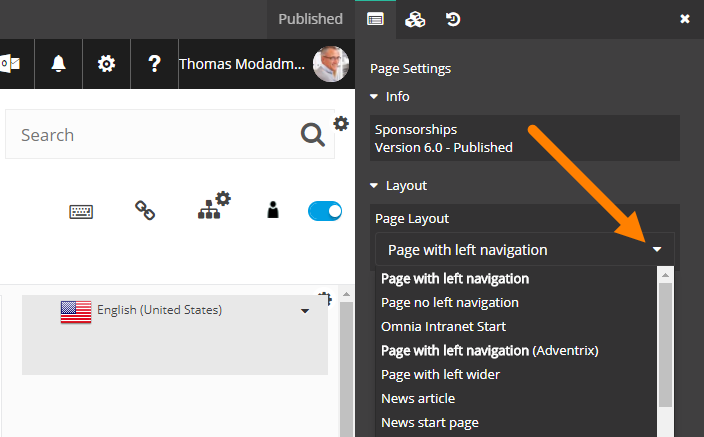 Published
Thomas Modadm...
Search
English (United States)
Page Settings
Info
Sponsorships
Version 6.0 - Published
Layout
Page Layout
Page with left navigation
Page with left navigation
Page no left navigation
Omnia Intranet Start
Page with left navigation (Adventrix)
Page with left wider
News article
News start page